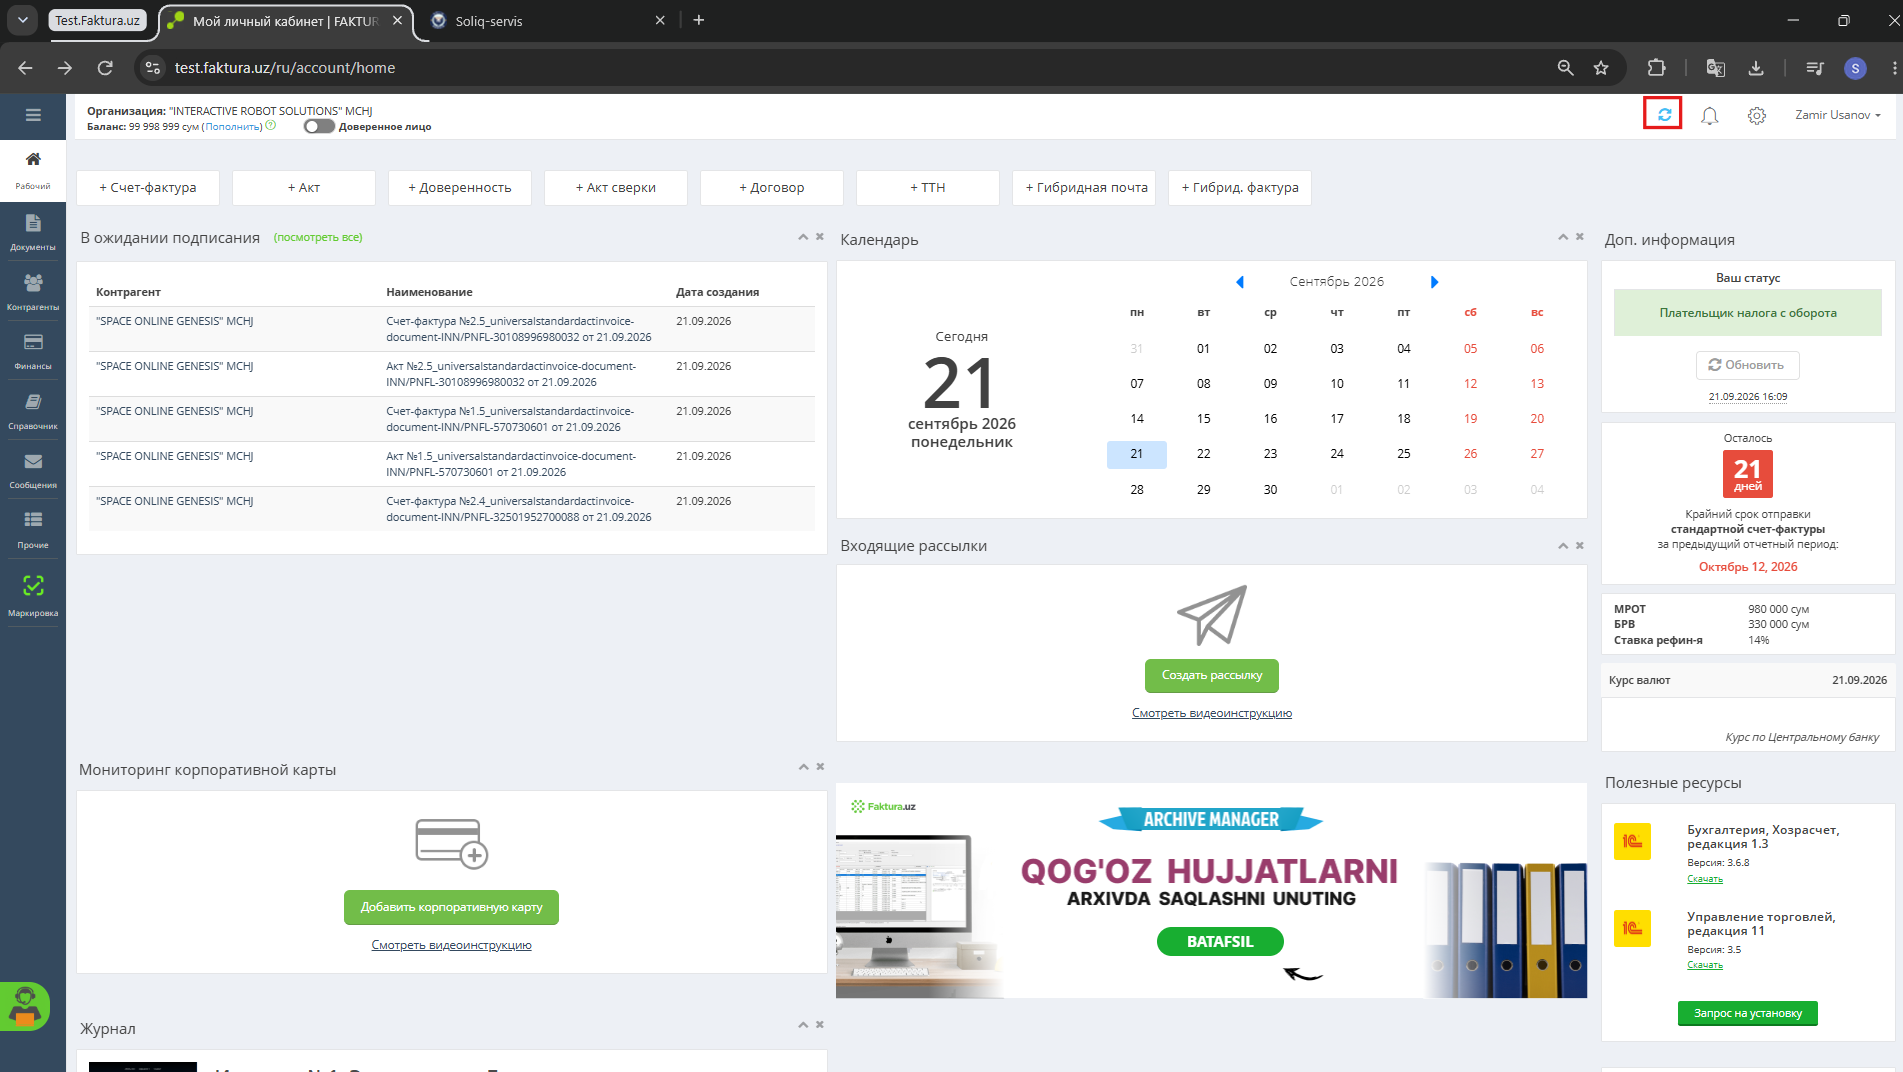 Test.Faktura.uz
Мой личный кабинет | FAKTUR
Soliq-servis
test.faktura.uz/ru/account/home
S
Организация: "INTERACTIVE ROBOT SOLUTIONS" MCHJ
Баланс: 99 998 999 сум (Пополнить)
Доверенное лицо
Zamir Usanov
Рабочий
Документы
Контрагенты
Финансы
Справочник
Сообщения
Прочие
Маркировка
+ Счет-фактура
+ Акт
+ Доверенность
+ Акт сверки
+ Договор
+ ТТН
+ Гибридная почта
+ Гибрид. фактура
В ожидании подписания (посмотреть все)
Контрагент Наименование Дата создания
"SPACE ONLINE GENESIS" MCHJ
Счет-фактура №2.5_universalstandardactinvoice-
document-INN/PNFL-30108996980032 от 21.09.2026
21.09.2026
"SPACE ONLINE GENESIS" MCHJ
Акт №2.5_universalstandardactinvoice-document-
INN/PNFL-30108996980032 от 21.09.2026
21.09.2026
"SPACE ONLINE GENESIS" MCHJ
Счет-фактура №1.5_universalstandardactinvoice-
document-INN/PNFL-570730601 от 21.09.2026
21.09.2026
"SPACE ONLINE GENESIS" MCHJ
Акт №1.5_universalstandardactinvoice-document-
INN/PNFL-570730601 от 21.09.2026
21.09.2026
"SPACE ONLINE GENESIS" MCHJ
Счет-фактура №2.4_universalstandardactinvoice-
document-INN/PNFL-32501952700088 от 21.09.2026
21.09.2026
Календарь
Сегодня
21
сентябрь 2026
понедельник
Сентябрь 2026
пн вт ср чт пт сб вс
31 01 02 03 04 05 06
07 08 09 10 11 12 13
14 15 16 17 18 19 20
21 22 23 24 25 26 27
28 29 30 01 02 03 04
Входящие рассылки
Создать рассылку
Смотреть видеоинструкцию
Мониторинг корпоративной карты
Добавить корпоративную карту
Смотреть видеоинструкцию
Faktura.uz
ARCHIVE MANAGER
QOG'OZ HUJJATLARNI
ARXIVDA SAQLASHNI UNUTING
BATAFSIL
Журнал
Доп. информация
Ваш статус
Плательщик налога с оборота
Обновить
21.09.2026 16:09
Осталось
21
дней
Крайний срок отправки
стандартной счет-фактуры
за предыдущий отчетный период:
Октябрь 12, 2026
МРОТ 980 000 сум
БРВ 330 000 сум
Ставка рефин-я 14%
Курс валют 21.09.2026
Курс по Центральному банку
Полезные ресурсы
1С
Бухгалтерия, Хозрасчет,
редакция 1.3
Версия: 3.6.8
Скачать
1С
Управление торговлей,
редакция 11
Версия: 3.5
Скачать
Запрос на установку